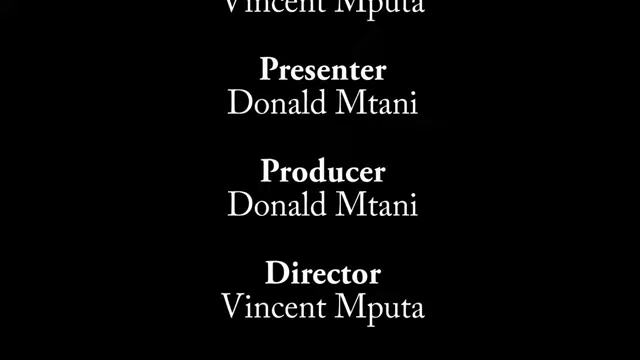 Vincent Mputa
Presenter
Donald Mtani
Producer
Donald Mtani
Director
Vincent Mputa